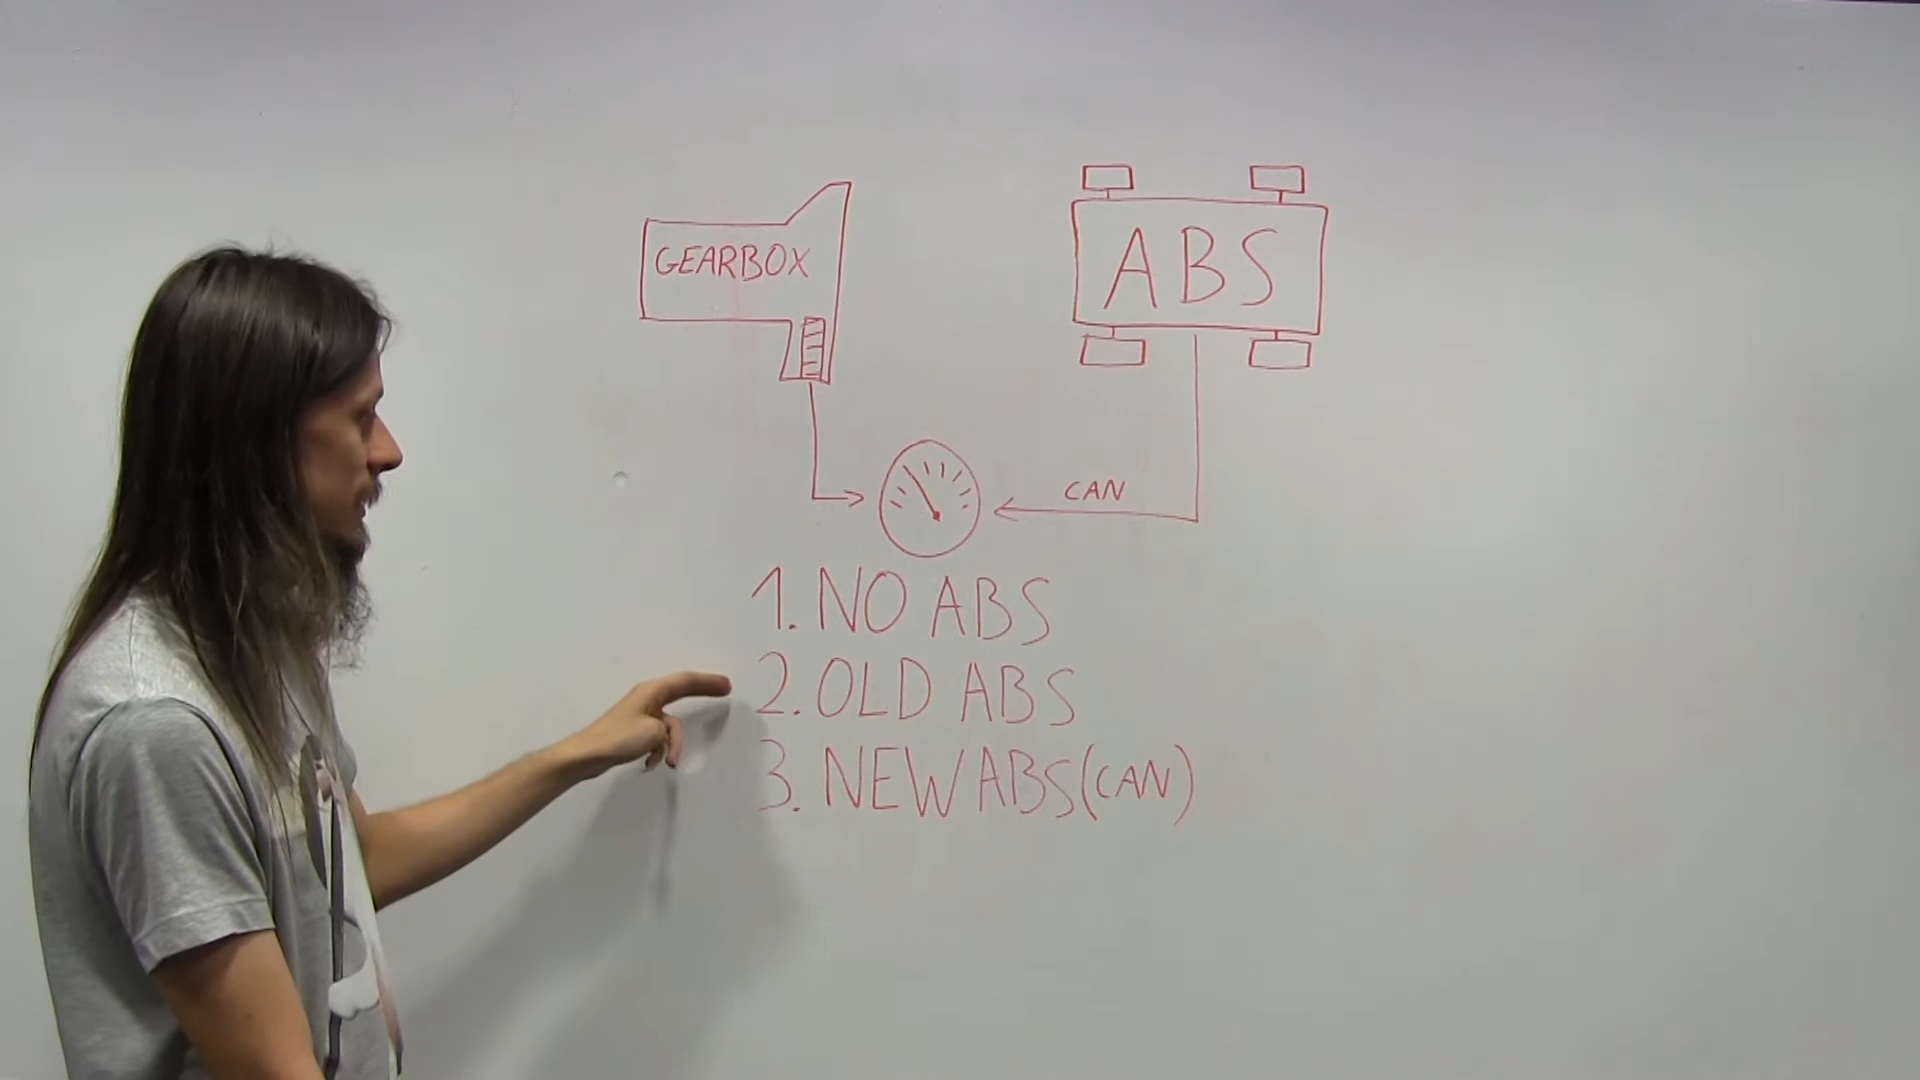 GEARBOX
ABS
CAN
1. NO ABS
2. OLD ABS
3. NEW ABS (CAN)